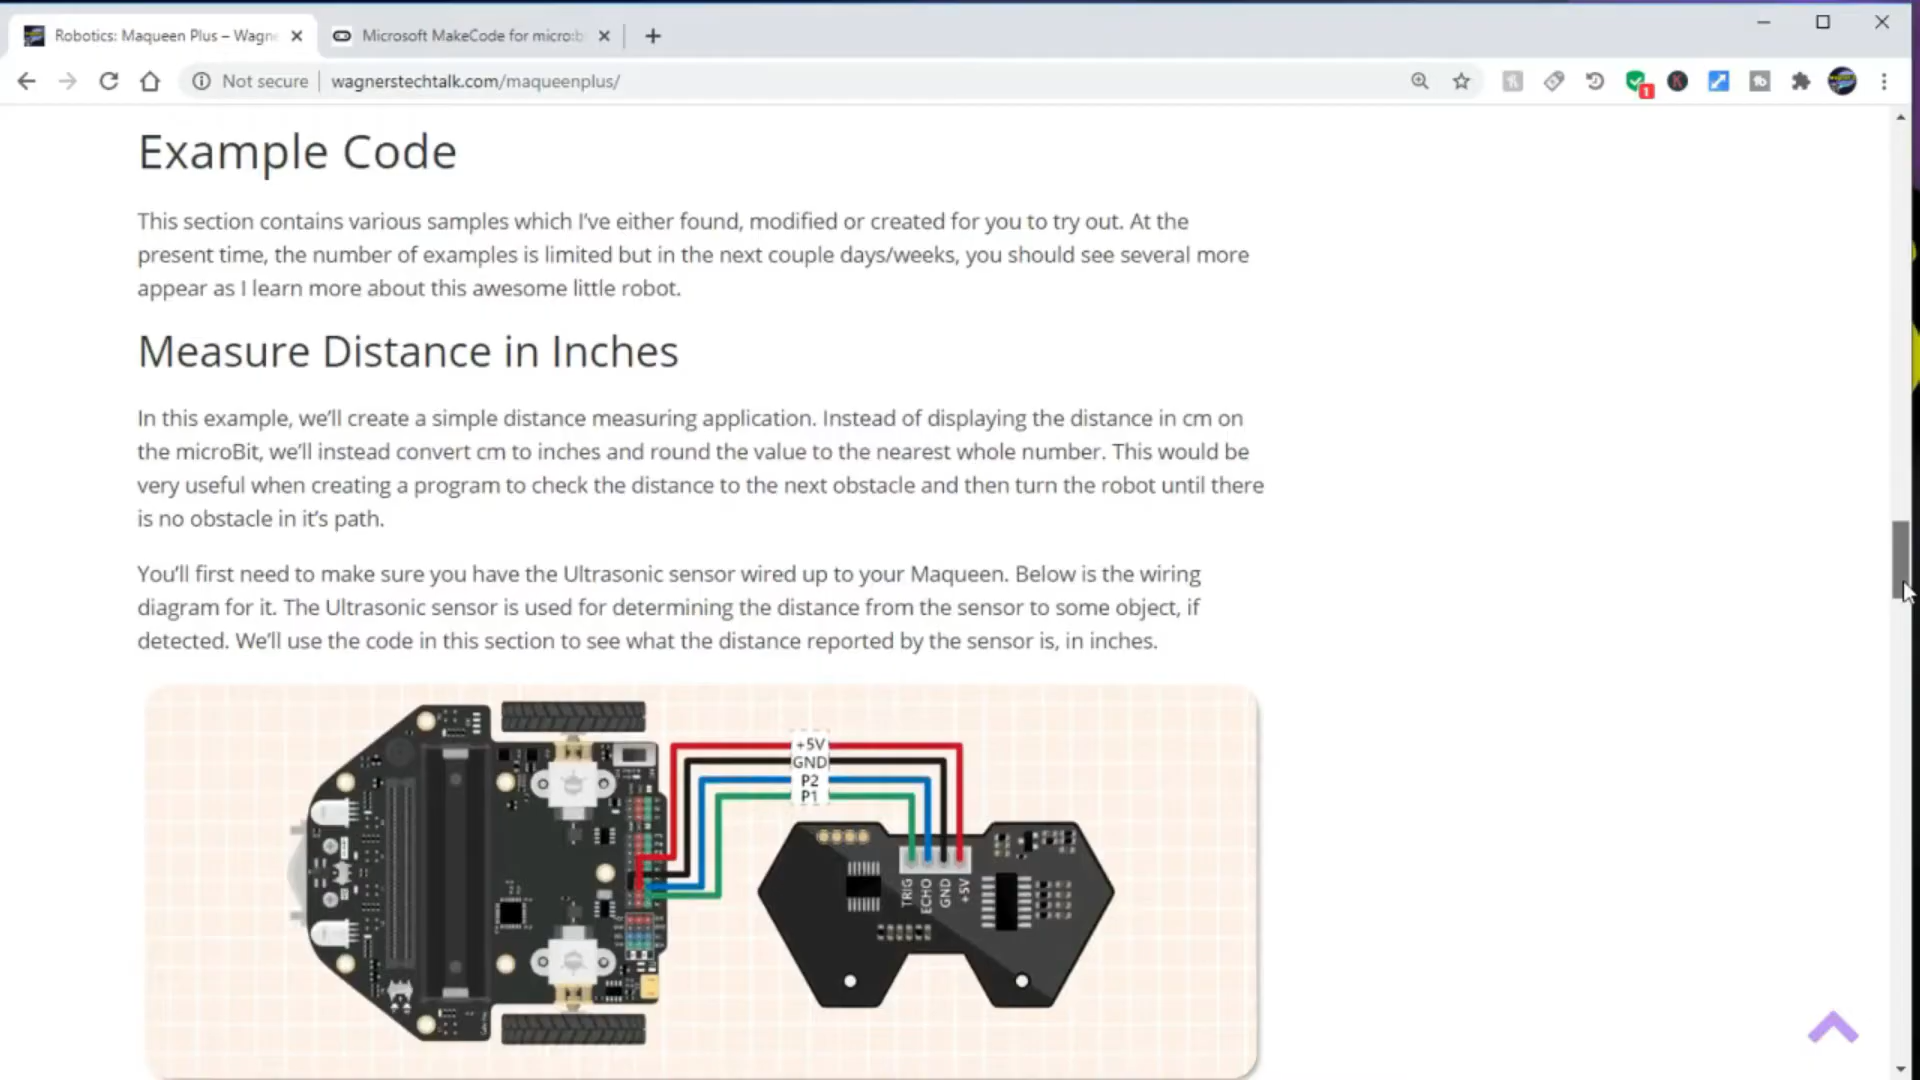 Robotics: Maqueen Plus – Wagne
Microsoft MakeCode for micro:b
Not secure
wagnerstechtalk.com/maqueenplus/
1
Example Code
This section contains various samples which I've either found, modified or created for you to try out. At the
present time, the number of examples is limited but in the next couple days/weeks, you should see several more
appear as I learn more about this awesome little robot.
Measure Distance in Inches
In this example, we'll create a simple distance measuring application. Instead of displaying the distance in cm on
the microBit, we'll instead convert cm to inches and round the value to the nearest whole number. This would be
very useful when creating a program to check the distance to the next obstacle and then turn the robot until there
is no obstacle in it's path.
You'll first need to make sure you have the Ultrasonic sensor wired up to your Maqueen. Below is the wiring
diagram for it. The Ultrasonic sensor is used for determining the distance from the sensor to some object, if
detected. We'll use the code in this section to see what the distance reported by the sensor is, in inches.
+5V
GND
P2
P1
TRIG
ECHO
GND
+5V